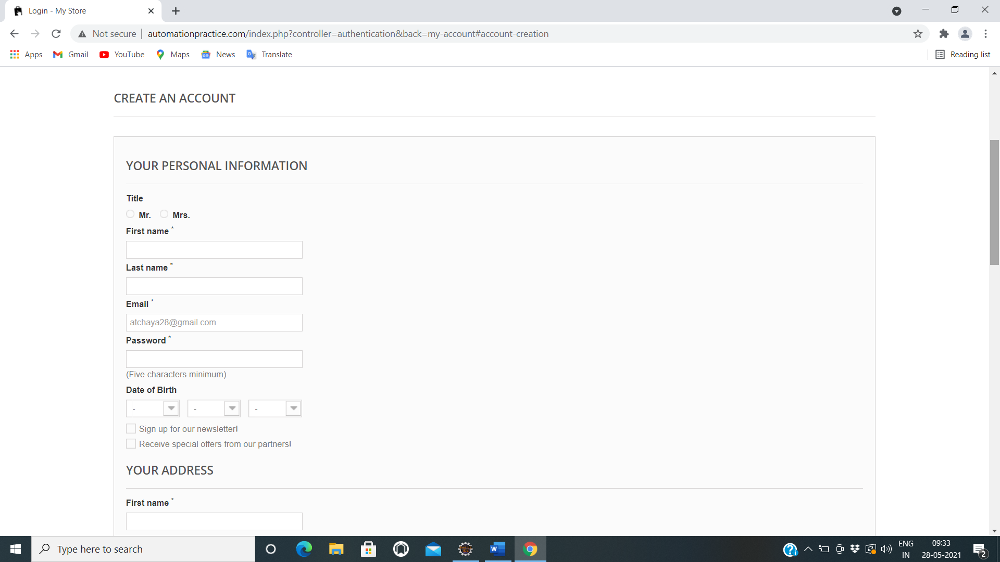 Login - My Store
Not secure
automationpractice.com/index.php?controller=authentication&back=my-account#account-creation
Apps
Gmail
YouTube
Maps
News
Translate
Reading list
CREATE AN ACCOUNT
YOUR PERSONAL INFORMATION
Title
Mr.
Mrs.
First name *
Last name *
Email *
atchaya28@gmail.com
Password *
(Five characters minimum)
Date of Birth
- - -
Sign up for our newsletter!
Receive special offers from our partners!
YOUR ADDRESS
First name *
Type here to search
ENG
IN
09:33
28-05-2021
2